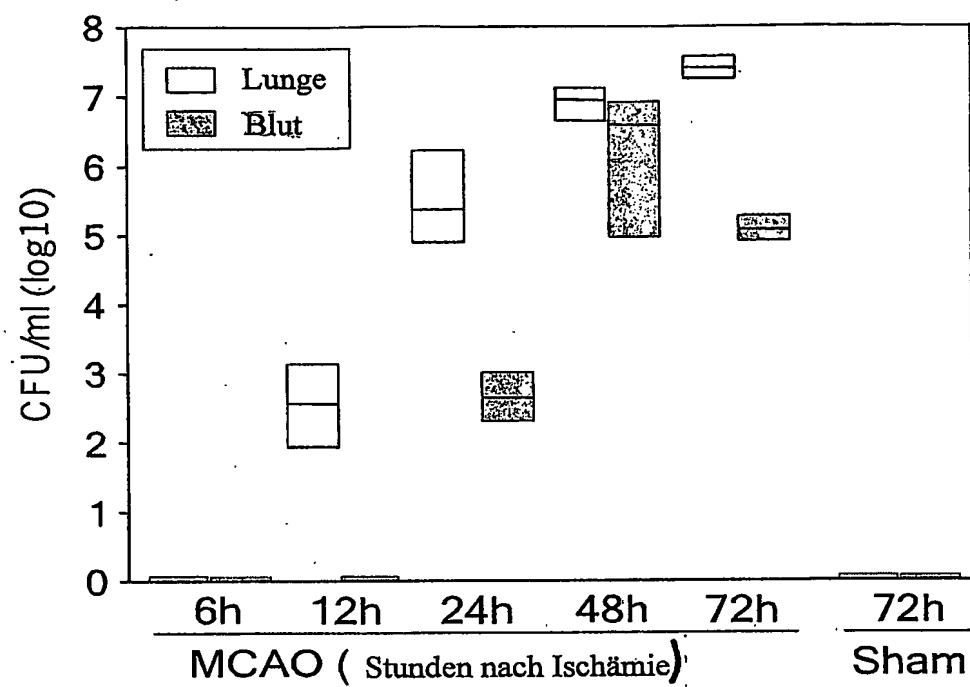 8
7
6
5
4
3
2
1
0
CFU/ml (log10)
Lunge
Blut
6h 12h 24h 48h 72h 72h
MCAO ( Stunden nach Ischämie) Sham